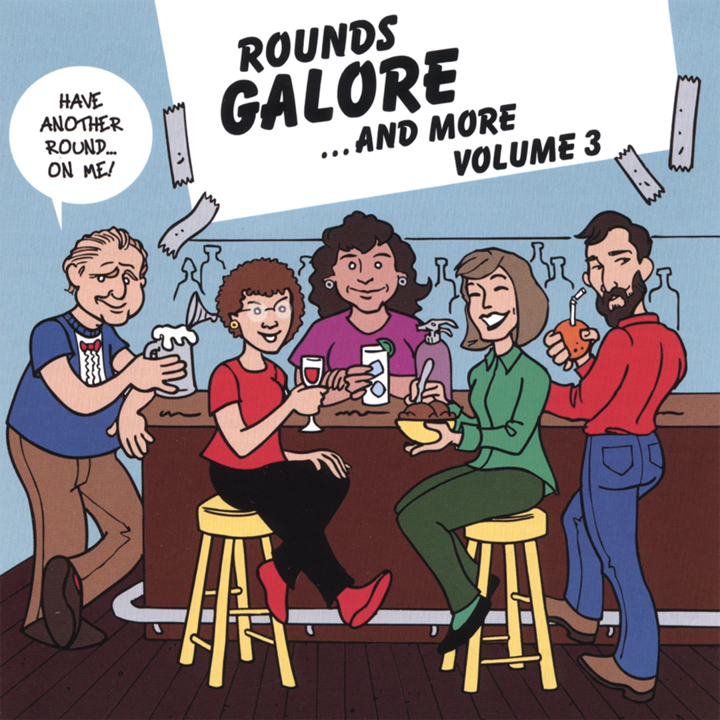 ROUNDS
GALORE
...AND MORE
VOLUME 3
HAVE
ANOTHER
ROUND...
ON ME!